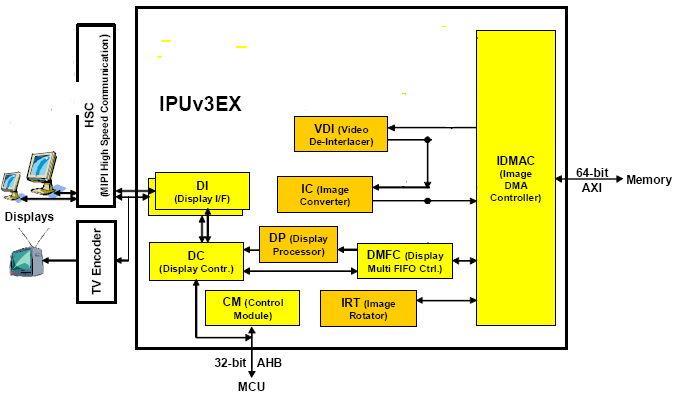 HSC
(MIPI High Speed Communication)
IPUv3EX
VDI (Video
De-Interlacer)
IDMAC
(Image
DMA
Controller)
64-bit
AXI
Memory
DI
(Display I/F)
IC (Image
Converter)
Displays
TV Encoder
DP (Display
Processor)
DC
(Display Contr.)
DMFC (Display
Multi FIFO Ctrl.)
CM (Control
Module)
IRT (Image
Rotator)
32-bit AHB
MCU